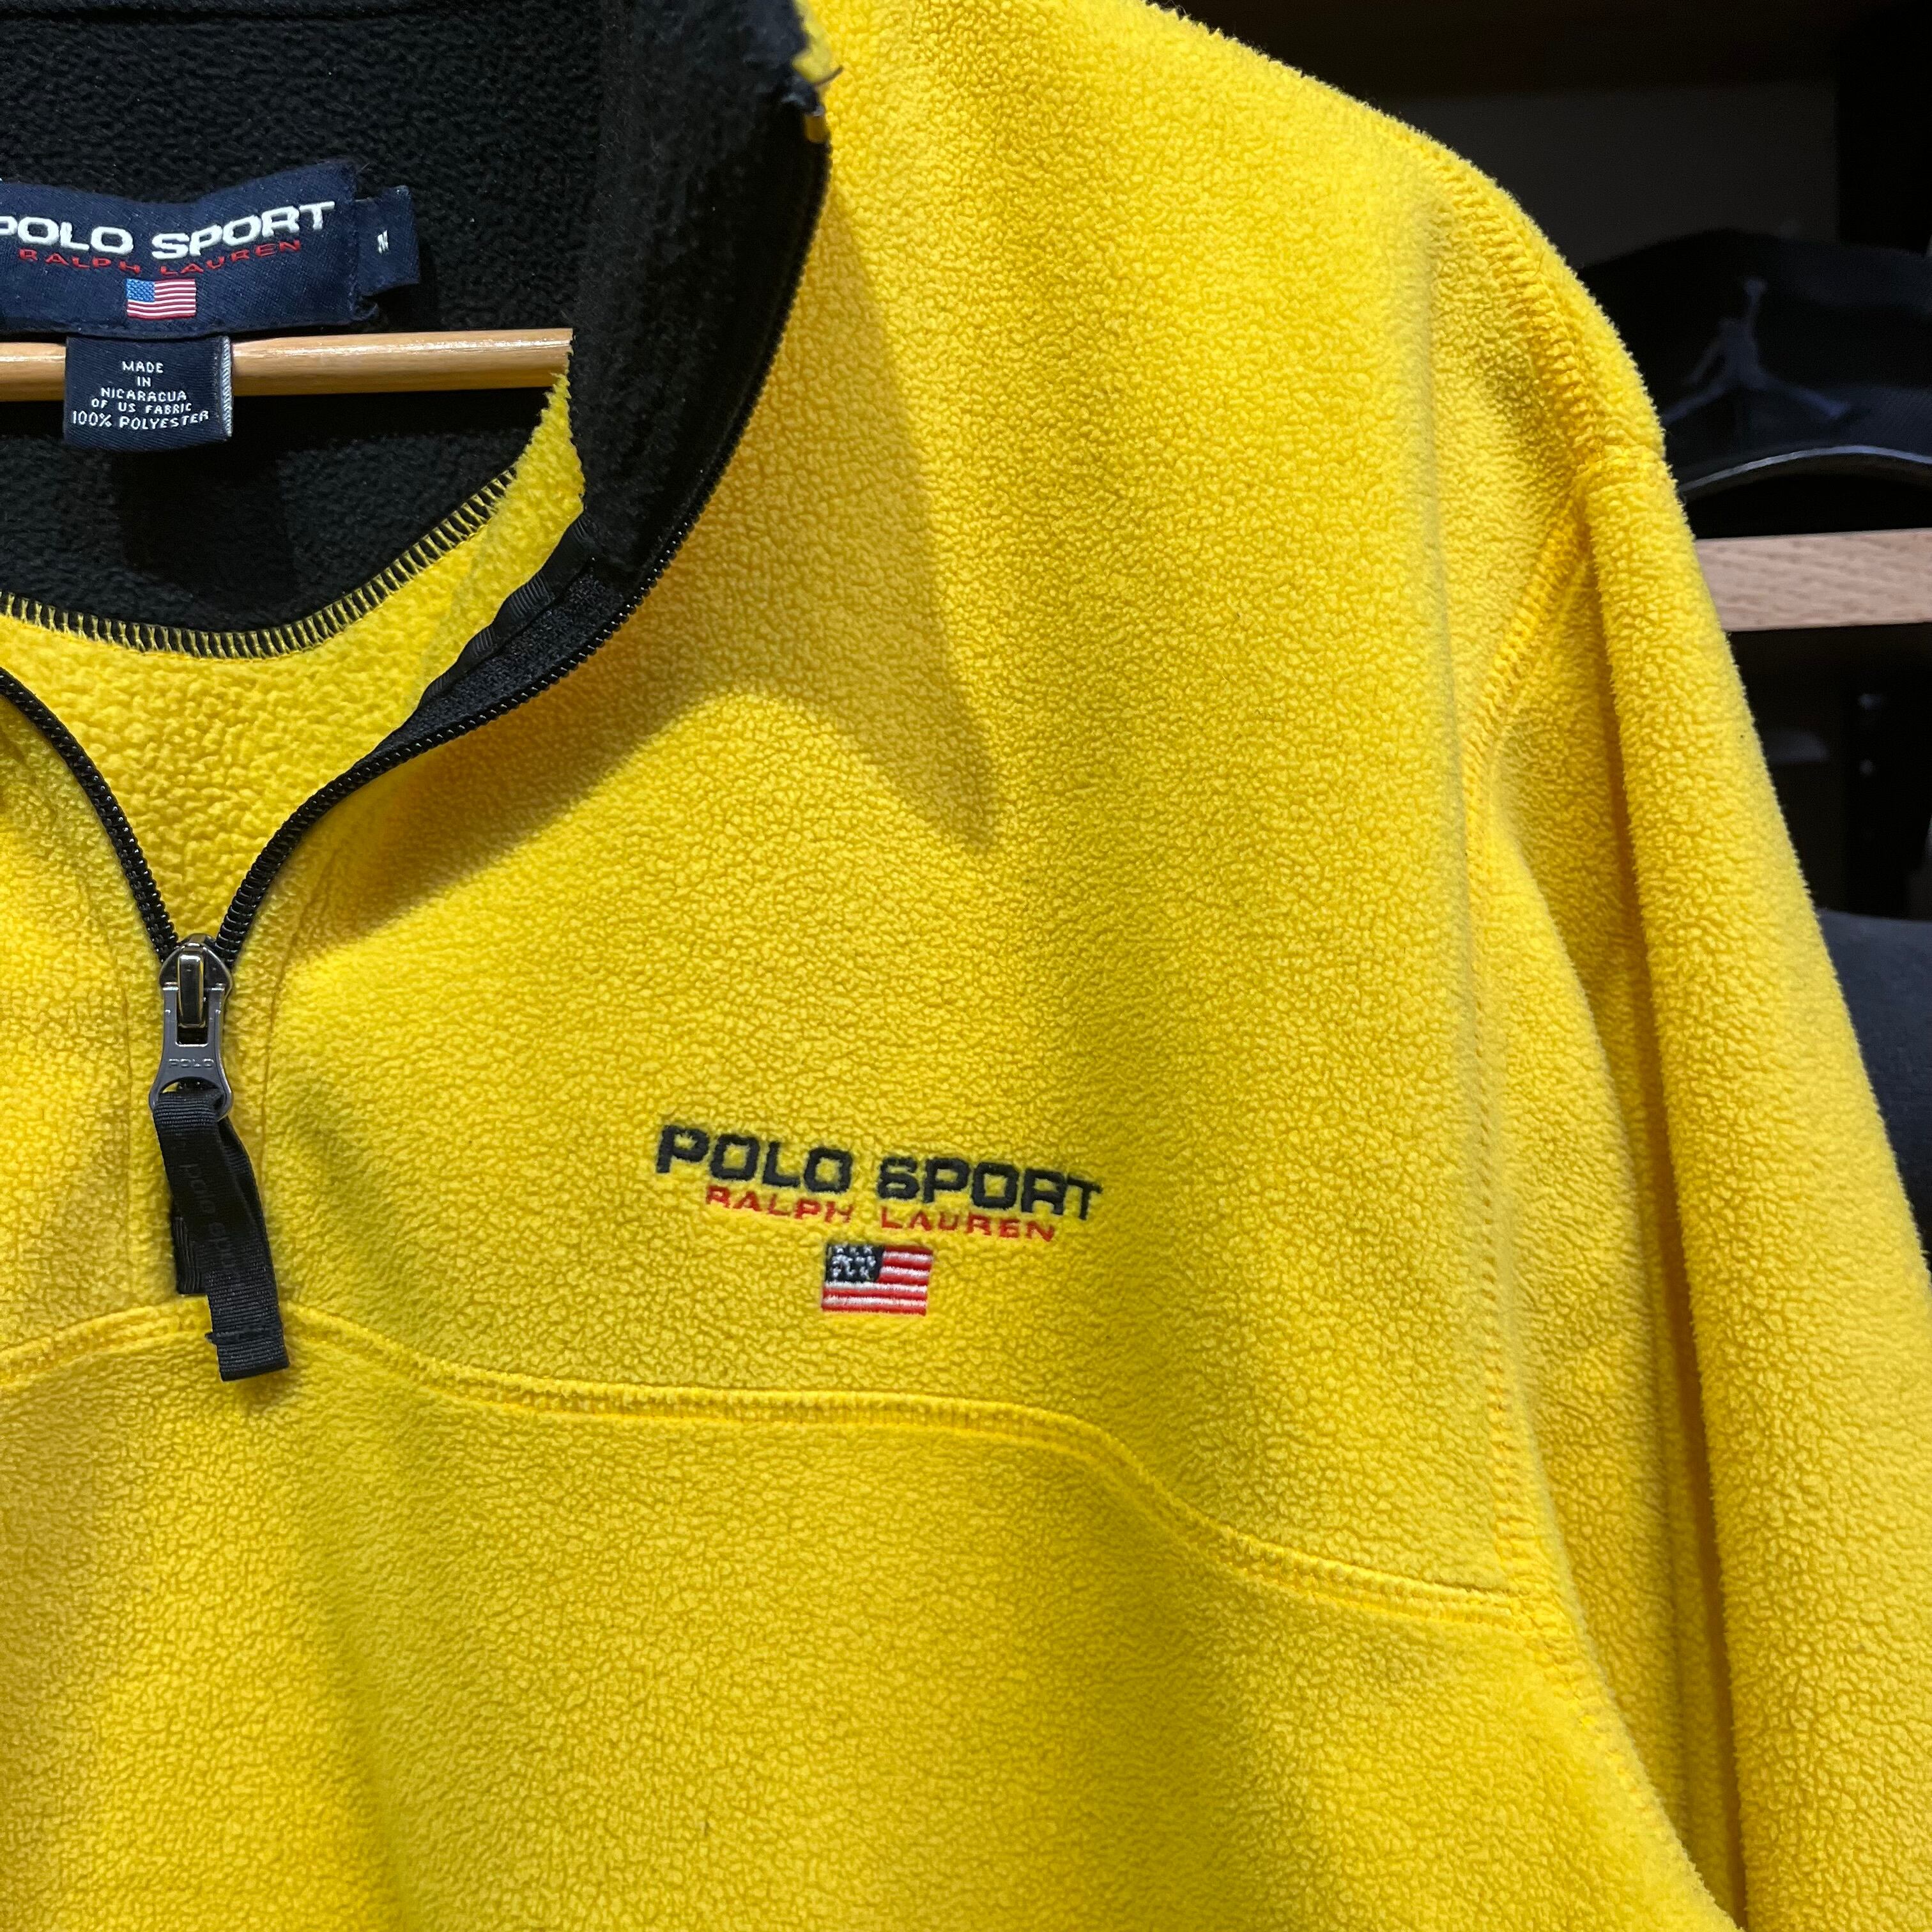 POLO SPORT
RALPH LAUREN
M
MADE
IN
NICARAGUA
OF US FABRIC
100% POLYESTER
POLO
polo sport
POLO SPORT
RALPH LAUREN